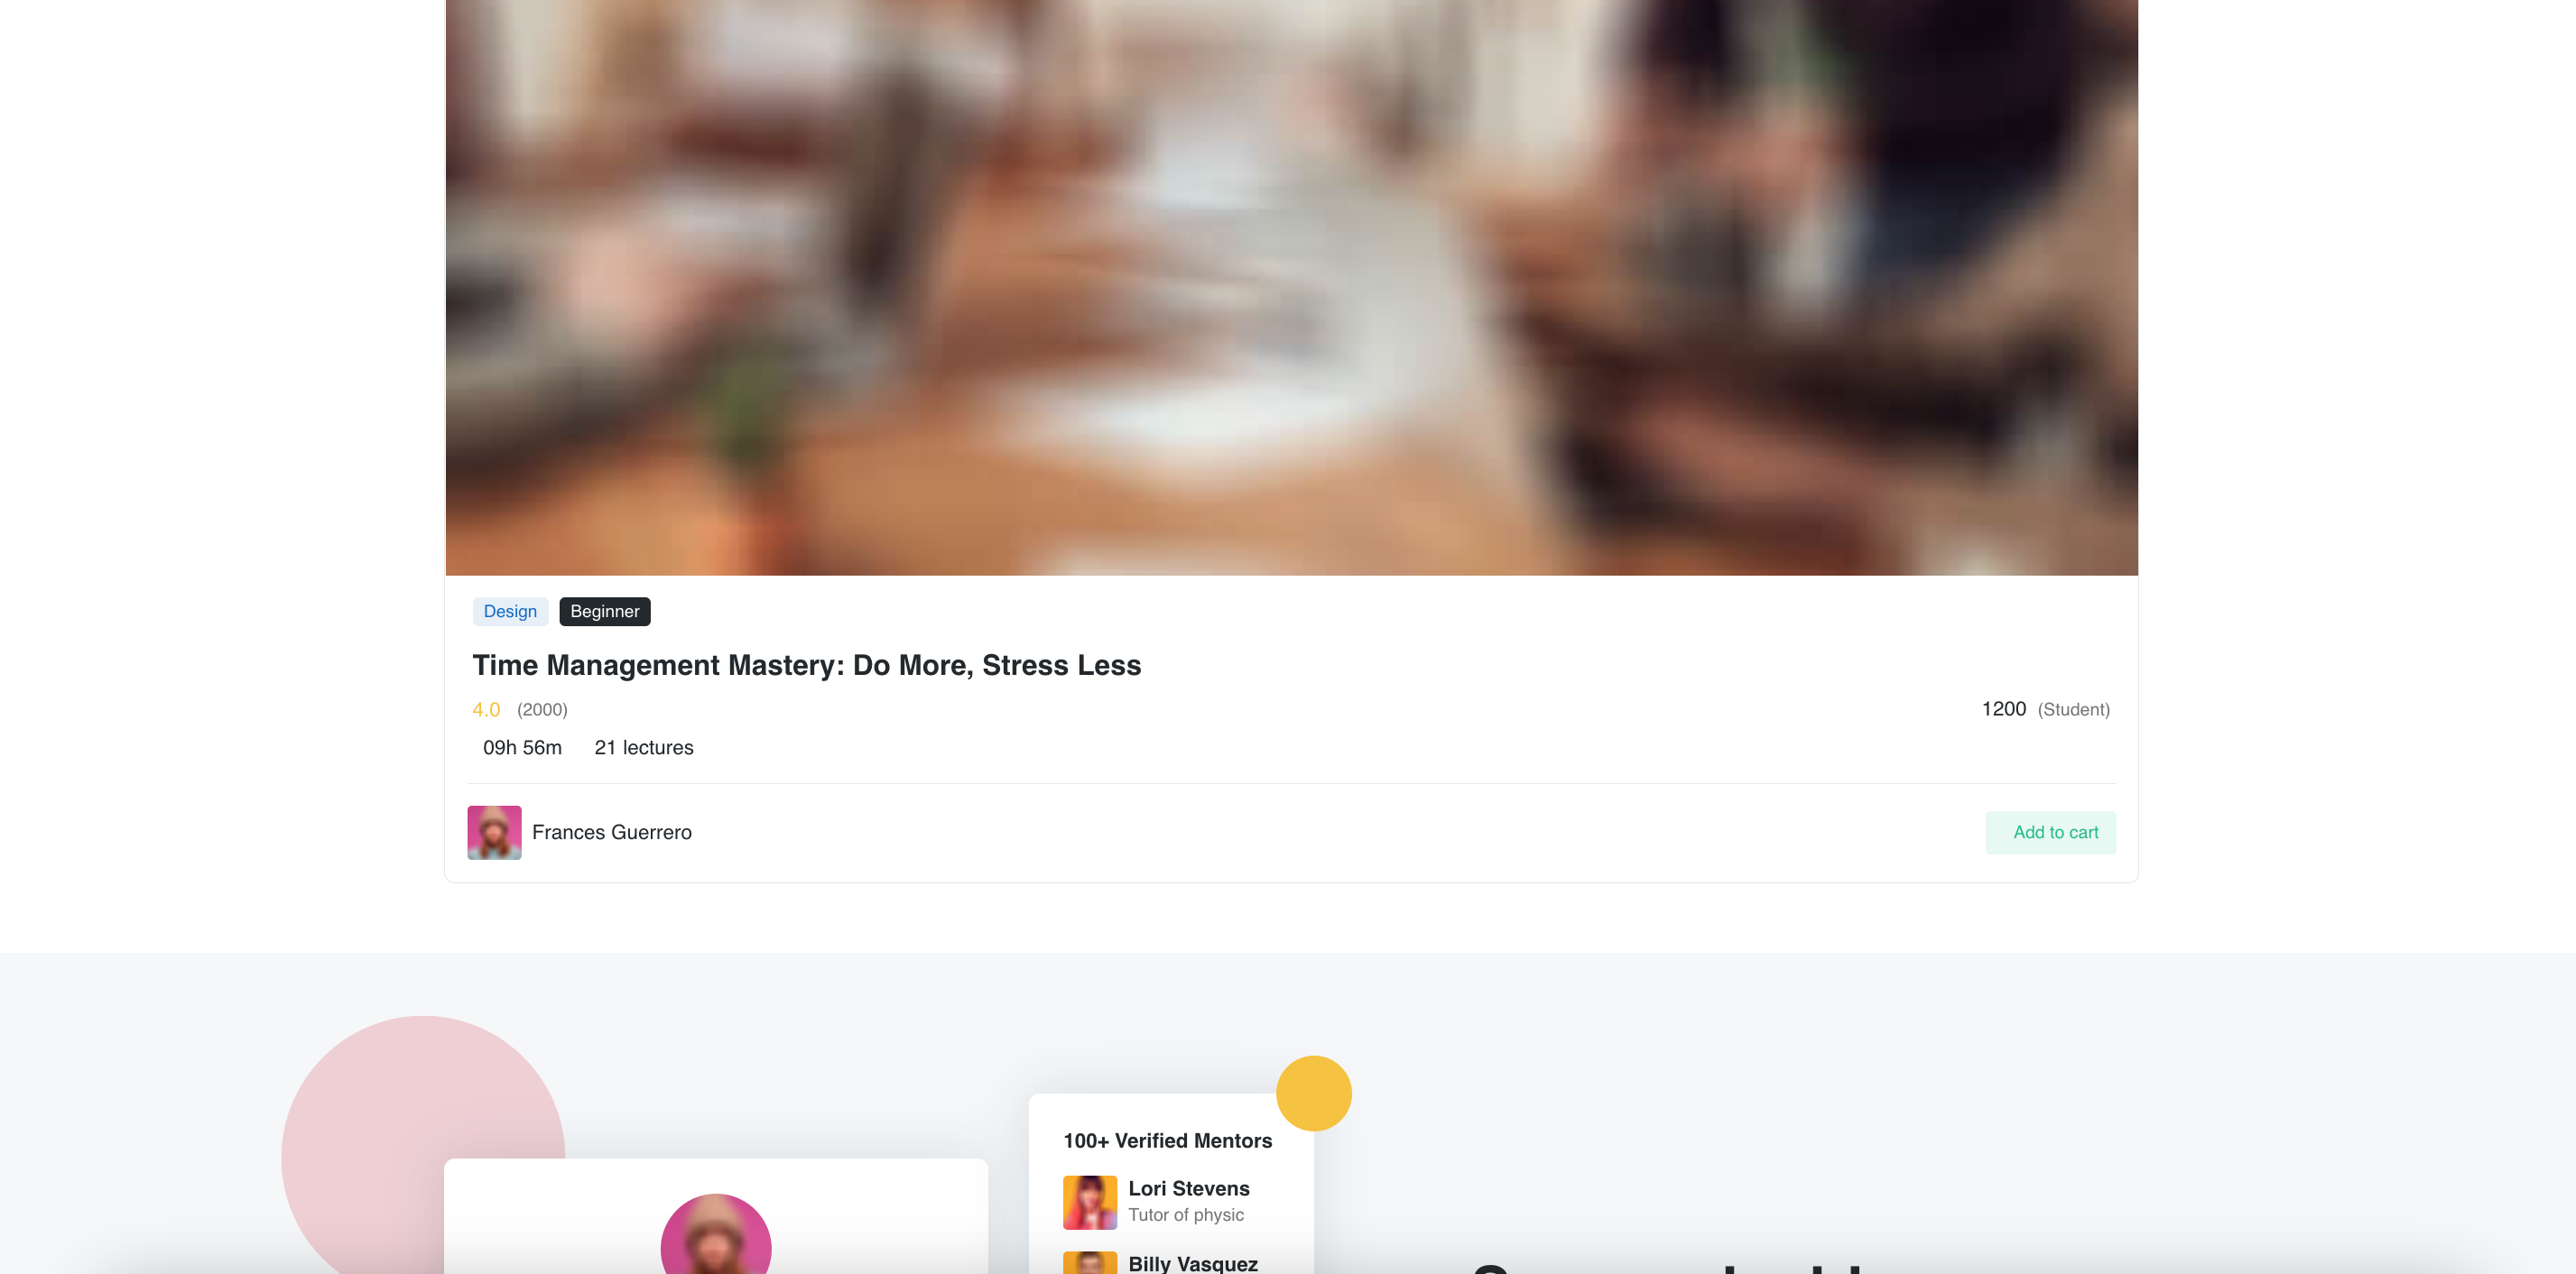 Design Beginner
Time Management Mastery: Do More, Stress Less
4.0 (2000) 1200 (Student)
09h 56m 21 lectures
Frances Guerrero Add to cart
100+ Verified Mentors
Lori Stevens
Tutor of physic
Billy Vasquez